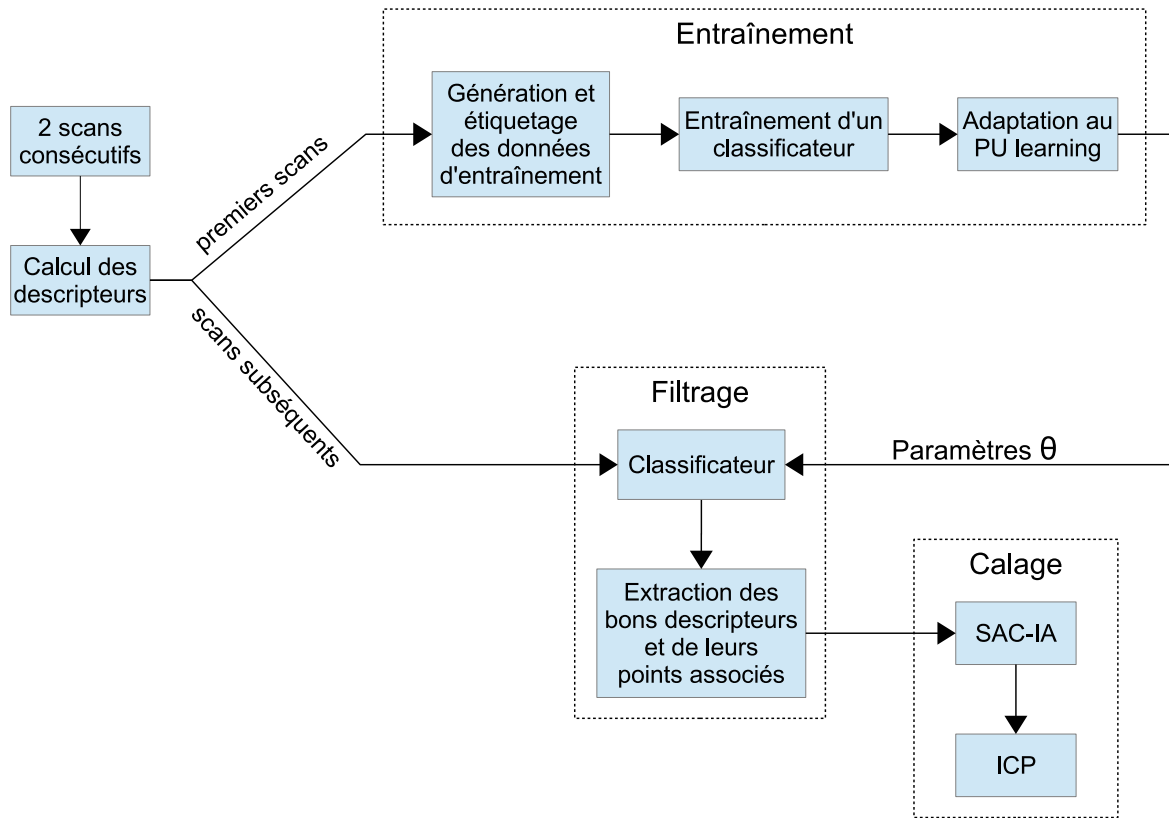 2 scans
consécutifs
Calcul des
descripteurs
premiers scans
scans subséquents
Entraînement
Génération et
étiquetage
des données
d'entraînement
Entraînement d'un
classificateur
Adaptation au
PU learning
Filtrage
Classificateur
Paramètres θ
Extraction des
bons descripteurs
et de leurs
points associés
Calage
SAC-IA
ICP